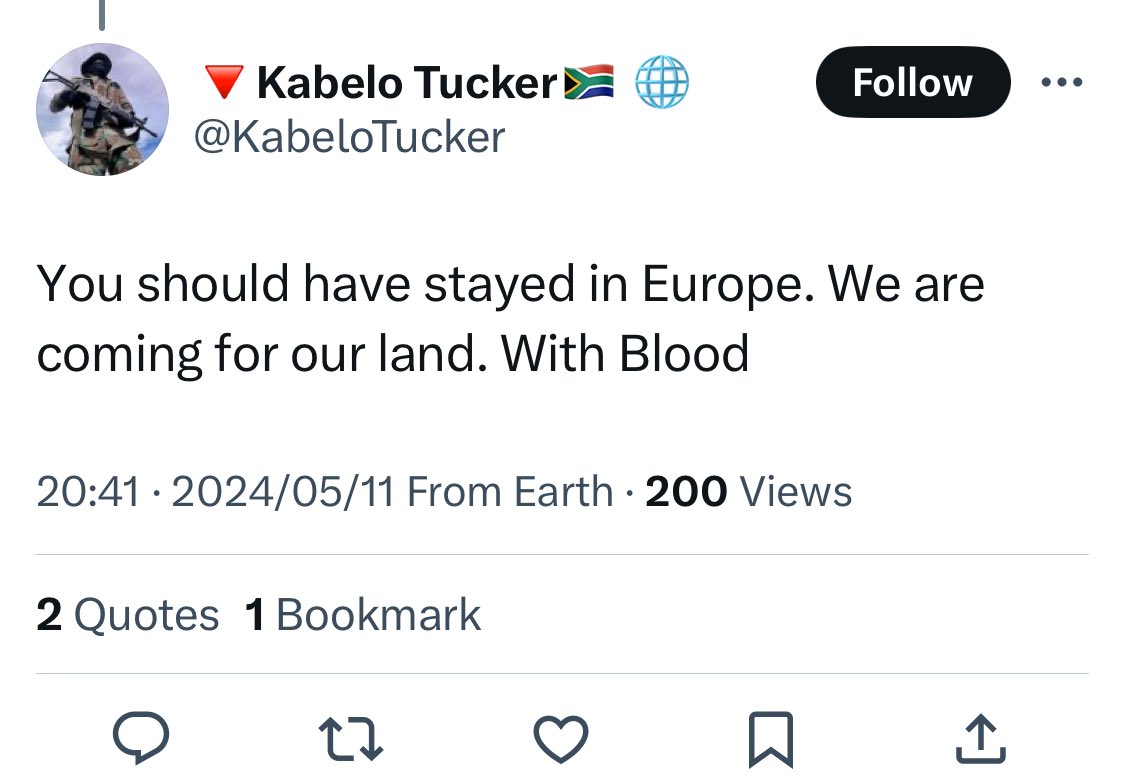 🔻 Kabelo Tucker🇿🇦 🌐
Follow
@KabeloTucker
You should have stayed in Europe. We are
coming for our land. With Blood
20:41 · 2024/05/11 From Earth · 200 Views
2 Quotes 1 Bookmark